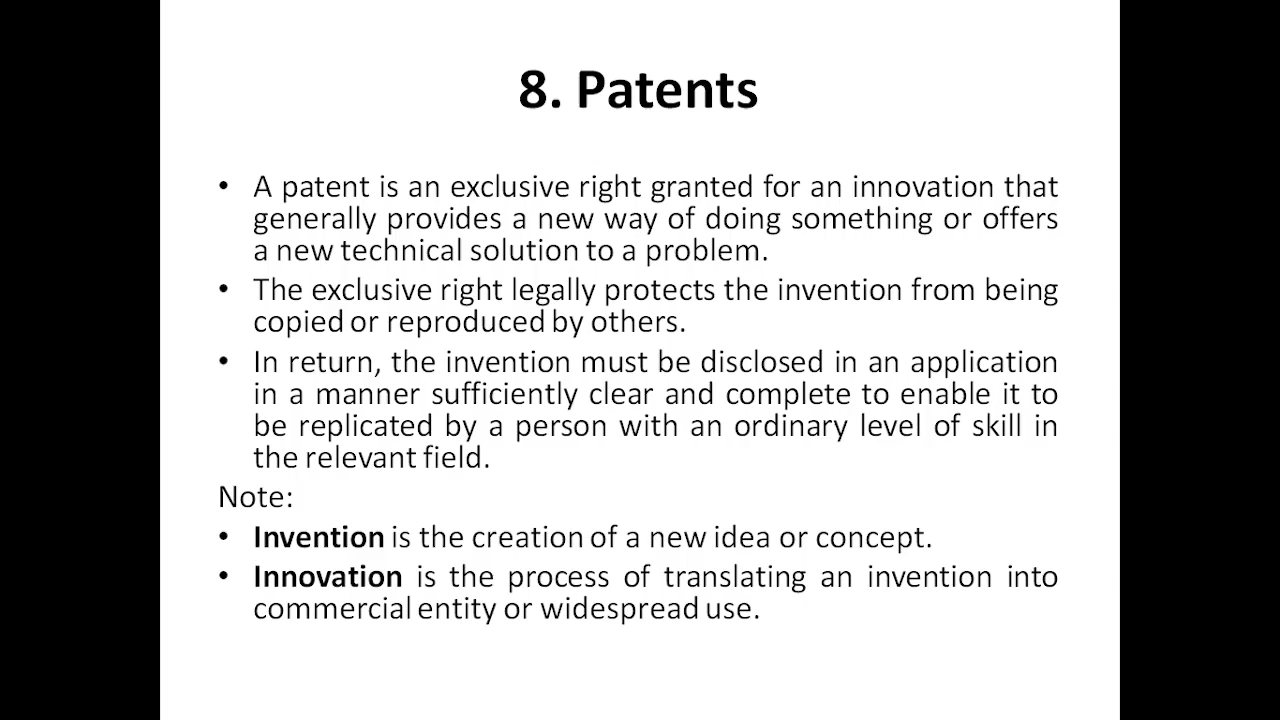 8. Patents
• A patent is an exclusive right granted for an innovation that
generally provides a new way of doing something or offers
a new technical solution to a problem.
• The exclusive right legally protects the invention from being
copied or reproduced by others.
• In return, the invention must be disclosed in an application
in a manner sufficiently clear and complete to enable it to
be replicated by a person with an ordinary level of skill in
the relevant field.
Note:
• Invention is the creation of a new idea or concept.
• Innovation is the process of translating an invention into
commercial entity or widespread use.